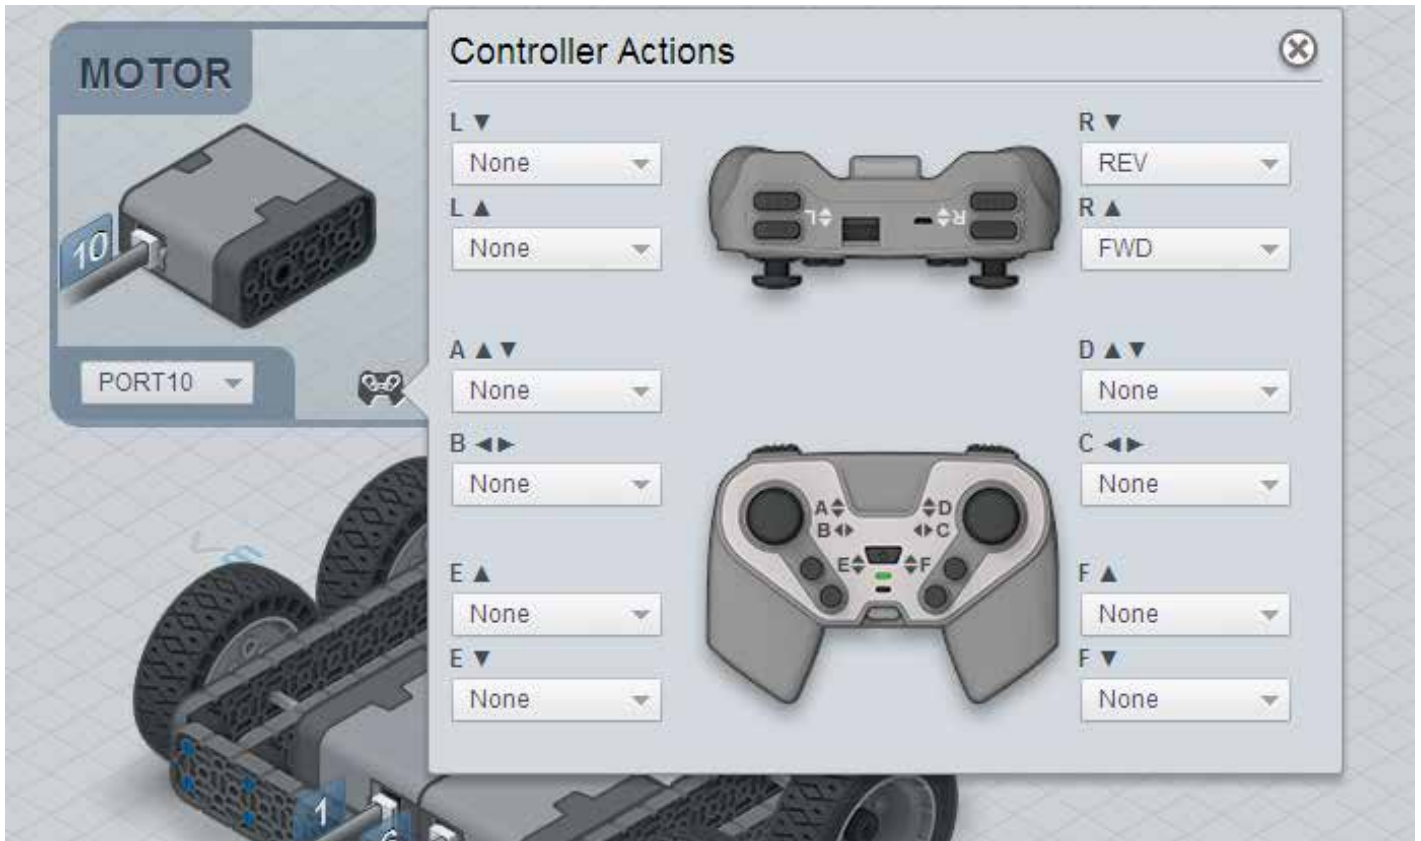 MOTOR
10
PORT10
Controller Actions
L ▼
None
L ▲
None
R ▼
REV
R ▲
FWD
L
R
A ▲ ▼
None
B ◀ ▶
None
D ▲ ▼
None
C ◀ ▶
None
A D
B C
E F
E ▲
None
E ▼
None
F ▲
None
F ▼
None
1